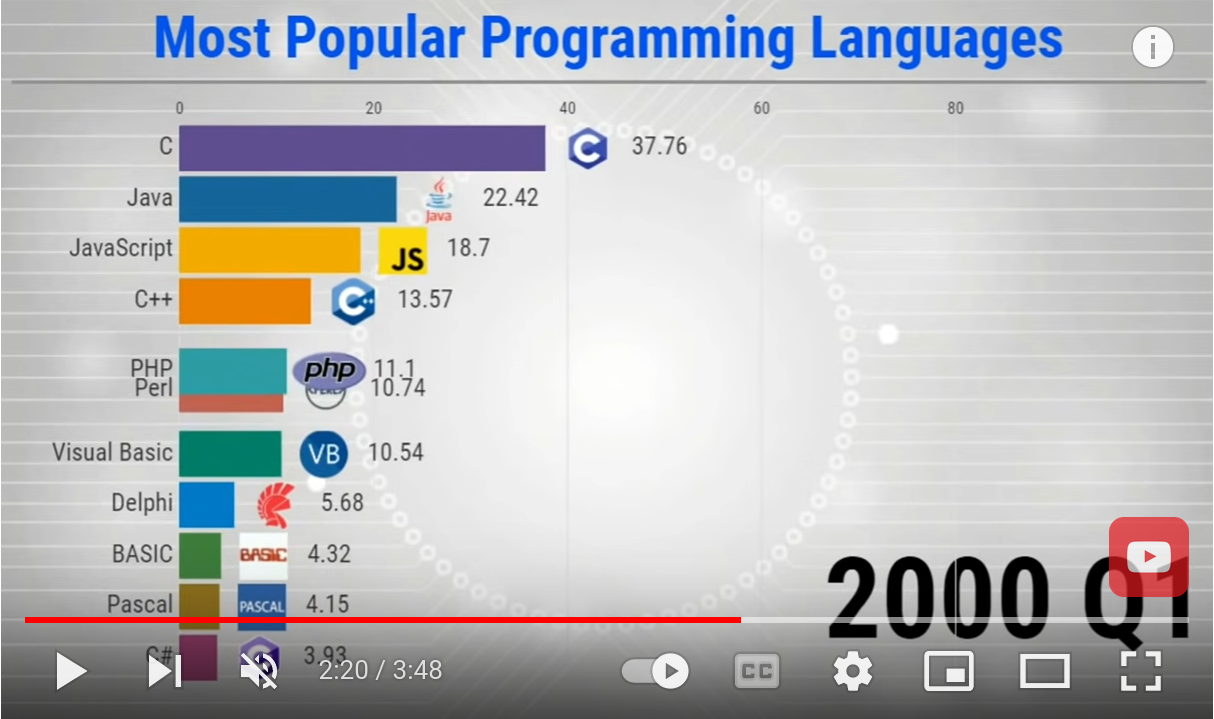 Most Popular Programming Languages
i
0 20 40 60 80
C C 37.76
Java Java 22.42
JavaScript JS 18.7
C++ C++ 13.57
PHP php 11.1
Perl 10.74
Visual Basic VB 10.54
Delphi 5.68
BASIC BASIC 4.32
Pascal PASCAL 4.15
C# 3.93
2000 Q1
2:20 / 3:48
CC